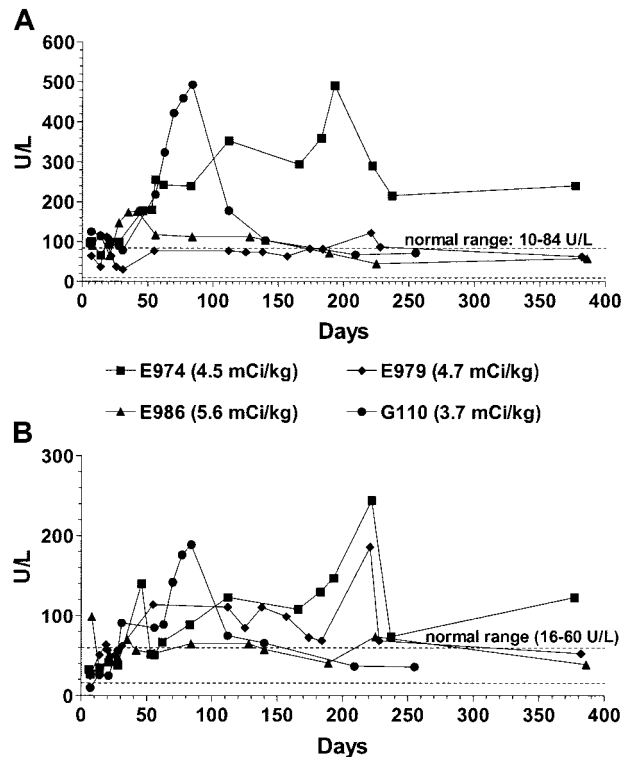 A
600
500
400
300
200
100
0
U/L
normal range: 10-84 U/L
0 50 100 150 200 250 300 350 400
Days
E974 (4.5 mCi/kg) E979 (4.7 mCi/kg)
E986 (5.6 mCi/kg) G110 (3.7 mCi/kg)
B
300
200
100
0
U/L
normal range (16-60 U/L)
0 50 100 150 200 250 300 350 400
Days